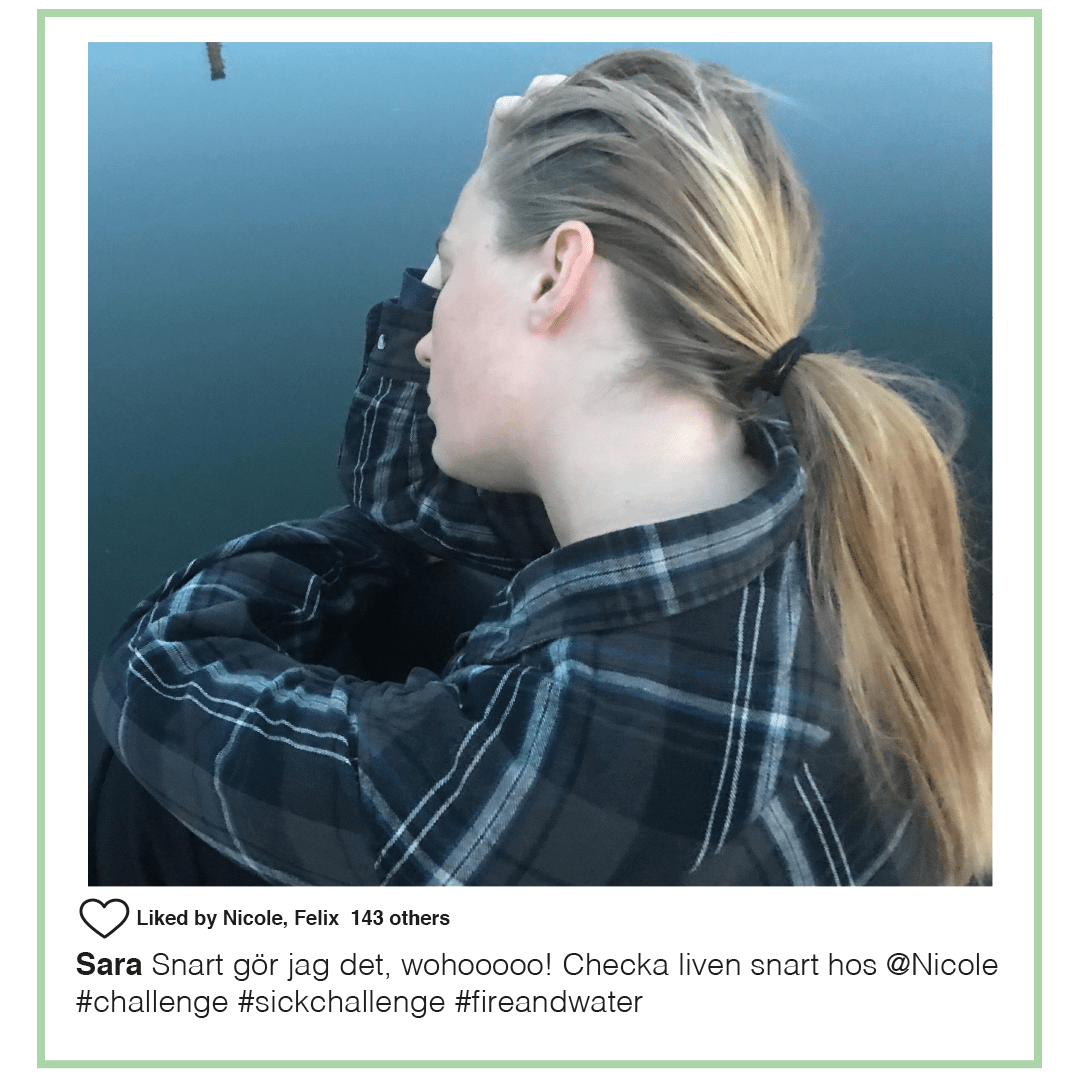 Liked by Nicole, Felix 143 others
Sara Snart gör jag det, wohooooo! Checka liven snart hos @Nicole
#challenge #sickchallenge #fireandwater